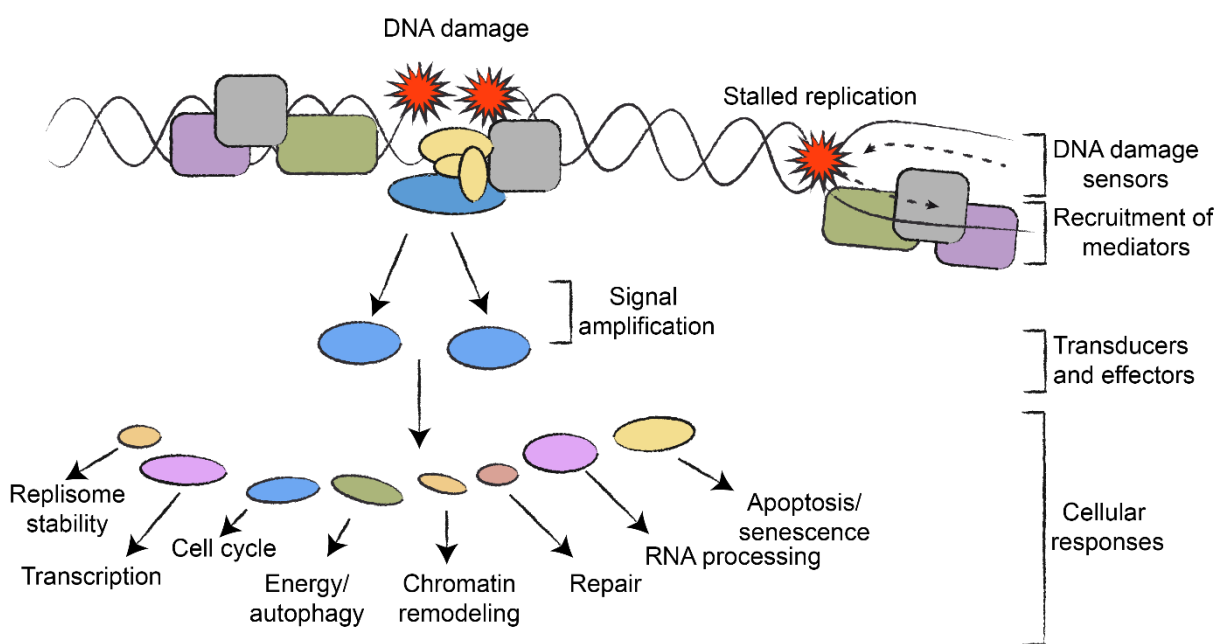 DNA damage
Stalled replication
DNA damage
sensors
Recruitment of
mediators
Signal
amplification
Transducers
and effectors
Replisome
stability
Transcription
Cell cycle
Energy/
autophagy
Chromatin
remodeling
Repair
RNA processing
Apoptosis/
senescence
Cellular
responses